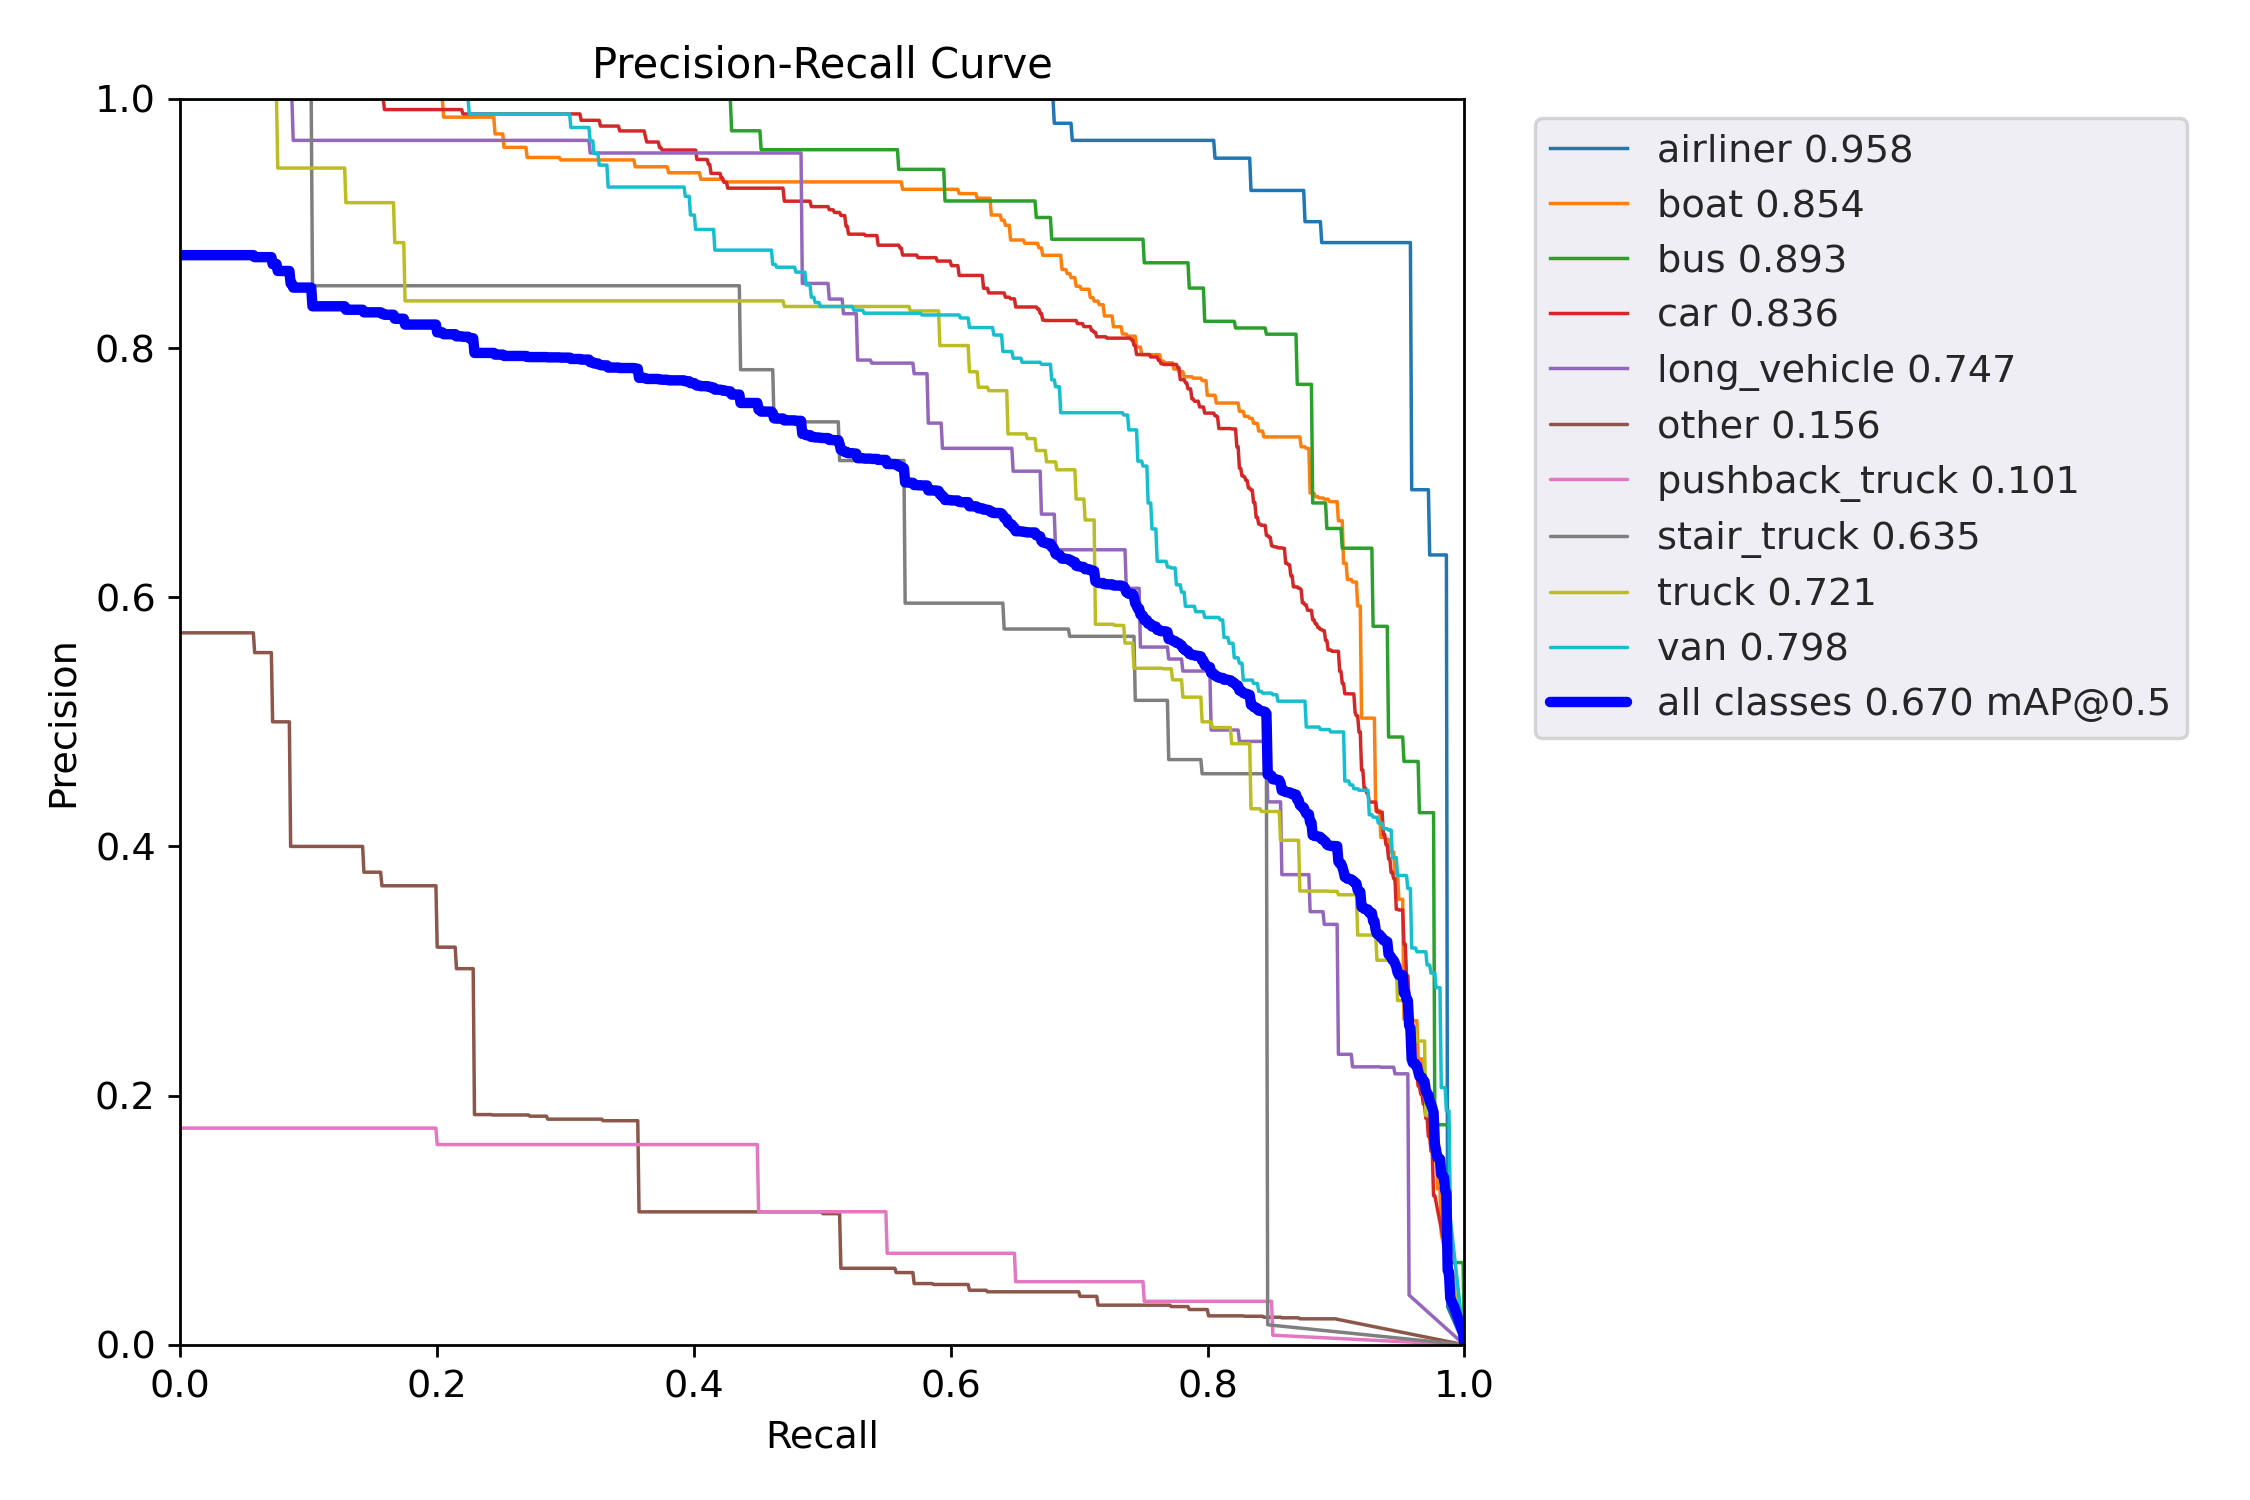 Precision-Recall Curve
1.0
0.8
0.6
0.4
0.2
0.0
Precision
0.0 0.2 0.4 0.6 0.8 1.0
Recall
airliner 0.958
boat 0.854
bus 0.893
car 0.836
long_vehicle 0.747
other 0.156
pushback_truck 0.101
stair_truck 0.635
truck 0.721
van 0.798
all classes 0.670 mAP@0.5